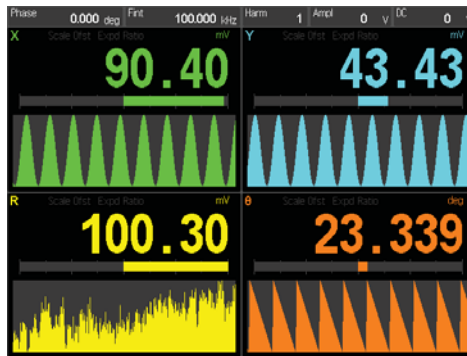 Phase 0.000 deg Fint 100.000 kHz Harm 1 Ampl 0 V DC 0
X Scale Ofst Expd Ratio mV
90.40
Y Scale Ofst Expd Ratio mV
43.43
R Scale Ofst Expd Ratio mV
100.30
θ Scale Ofst Expd Ratio deg
23.339